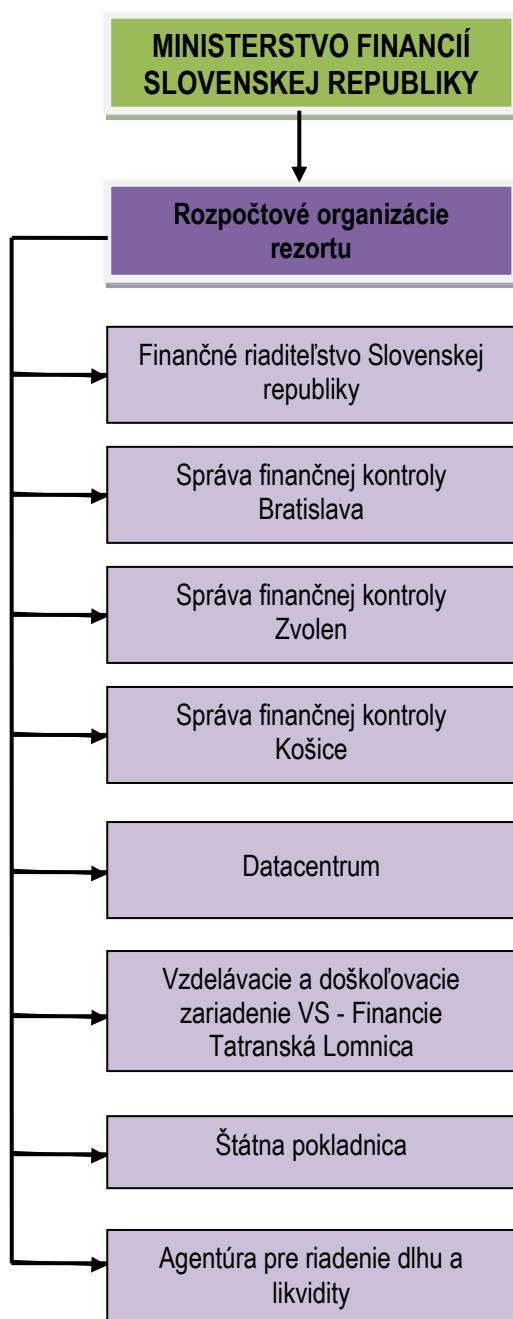 MINISTERSTVO FINANCIÍ
SLOVENSKEJ REPUBLIKY
Rozpočtové organizácie
rezortu
Finančné riaditeľstvo Slovenskej
republiky
Správa finančnej kontroly
Bratislava
Správa finančnej kontroly
Zvolen
Správa finančnej kontroly
Košice
Datacentrum
Vzdelávacie a doškoľovacie
zariadenie VS - Financie
Tatranská Lomnica
Štátna pokladnica
Agentúra pre riadenie dlhu a
likvidity